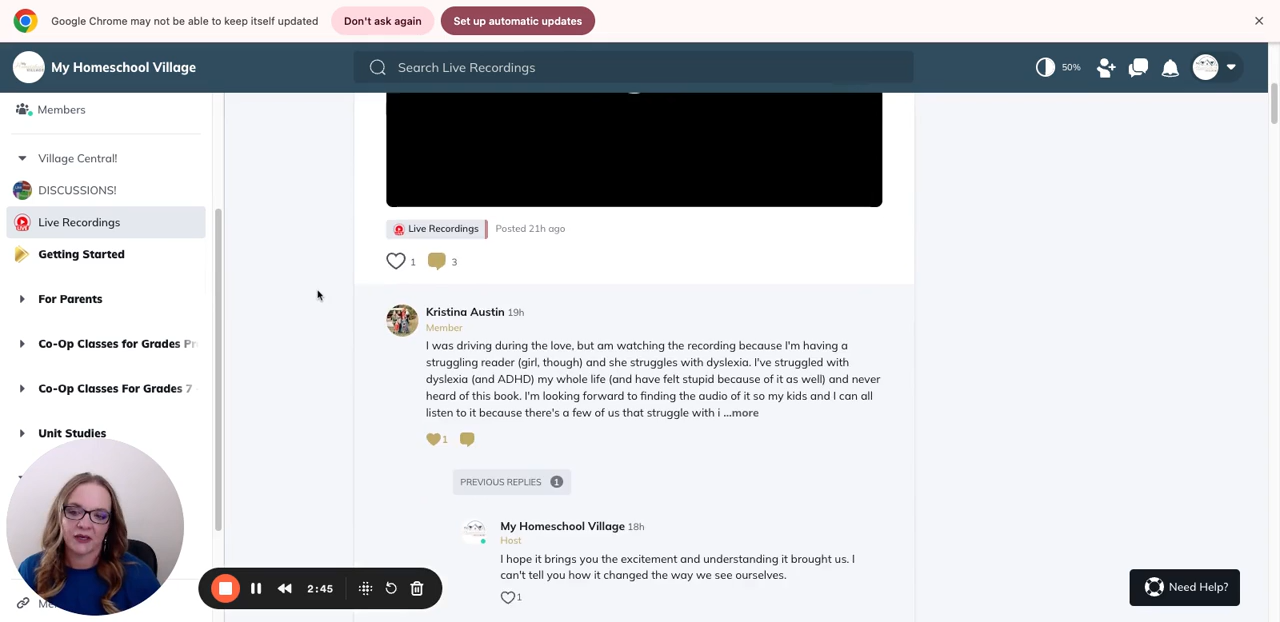 Google Chrome may not be able to keep itself updated
Don't ask again
Set up automatic updates
My Homeschool Village
Search Live Recordings
50%
Members
Village Central!
DISCUSSIONS!
Live Recordings
Getting Started
For Parents
Co-Op Classes for Grades Pr
Co-Op Classes For Grades 7 -
Unit Studies
Live Recordings
Posted 21h ago
1
3
Kristina Austin 19h
Member
I was driving during the love, but am watching the recording because I'm having a
struggling reader (girl, though) and she struggles with dyslexia. I've struggled with
dyslexia (and ADHD) my whole life (and have felt stupid because of it as well) and never
heard of this book. I'm looking forward to finding the audio of it so my kids and I can all
listen to it because there's a few of us that struggle with i ...more
1
PREVIOUS REPLIES 1
My Homeschool Village 18h
Host
I hope it brings you the excitement and understanding it brought us. I
can't tell you how it changed the way we see ourselves.
1
2:45
Need Help?